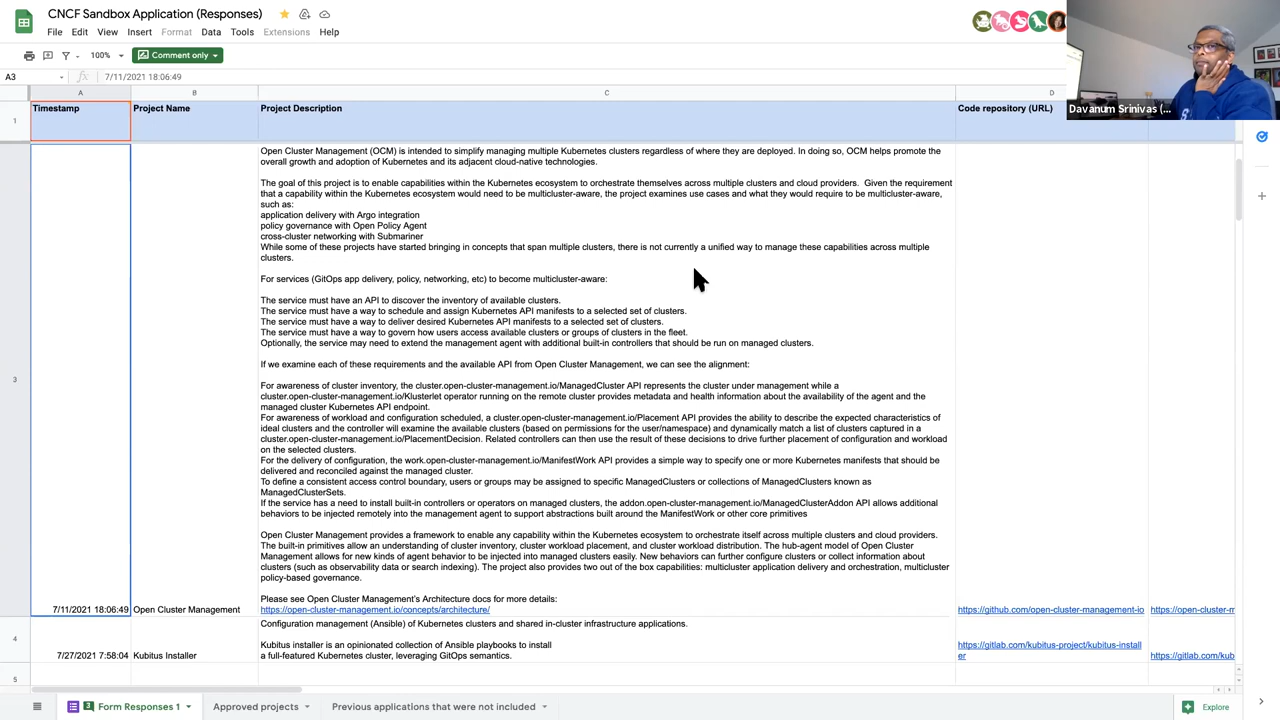 CNCF Sandbox Application (Responses)
File Edit View Insert Format Data Tools Extensions Help
100% Comment only
A3 7/11/2021 18:06:49
A B C D
1 Timestamp Project Name Project Description Code repository (URL)
Davanum Srinivas (...
Open Cluster Management (OCM) is intended to simplify managing multiple Kubernetes clusters regardless of where they are deployed. In doing so, OCM helps promote the
overall growth and adoption of Kubernetes and its adjacent cloud-native technologies.
The goal of this project is to enable capabilities within the Kubernetes ecosystem to orchestrate themselves across multiple clusters and cloud providers.  Given the requirement
that a capability within the Kubernetes ecosystem would need to be multicluster-aware, the project examines use cases and what they would require to be multicluster-aware,
such as:
application delivery with Argo integration
policy governance with Open Policy Agent
cross-cluster networking with Submariner
While some of these projects have started bringing in concepts that span multiple clusters, there is not currently a unified way to manage these capabilities across multiple
clusters.
For services (GitOps app delivery, policy, networking, etc) to become multicluster-aware:
The service must have an API to discover the inventory of available clusters.
The service must have a way to schedule and assign Kubernetes API manifests to a selected set of clusters.
The service must have a way to deliver desired Kubernetes API manifests to a selected set of clusters.
The service must have a way to govern how users access available clusters or groups of clusters in the fleet.
Optionally, the service may need to extend the management agent with additional built-in controllers that should be run on managed clusters.
If we examine each of these requirements and the available API from Open Cluster Management, we can see the alignment:
3
For awareness of cluster inventory, the cluster.open-cluster-management.io/ManagedCluster API represents the cluster under management while a
cluster.open-cluster-management.io/Klusterlet operator running on the remote cluster provides metadata and health information about the availability of the agent and the
managed cluster Kubernetes API endpoint.
For awareness of workload and configuration scheduled, a cluster.open-cluster-management.io/Placement API provides the ability to describe the expected characteristics of
ideal clusters and the controller will examine the available clusters (based on permissions for the user/namespace) and dynamically match a list of clusters captured in a
cluster.open-cluster-management.io/PlacementDecision. Related controllers can then use the result of these decisions to drive further placement of configuration and workload
on the selected clusters.
For the delivery of configuration, the work.open-cluster-management.io/ManifestWork API provides a simple way to specify one or more Kubernetes manifests that should be
delivered and reconciled against the managed cluster.
To define a consistent access control boundary, users or groups may be assigned to specific ManagedClusters or collections of ManagedClusters known as
ManagedClusterSets.
If the service has a need to install built-in controllers or operators on managed clusters, the addon.open-cluster-management.io/ManagedClusterAddon API allows additional
behaviors to be injected remotely into the management agent to support abstractions built around the ManifestWork or other core primitives
Open Cluster Management provides a framework to enable any capability within the Kubernetes ecosystem to orchestrate itself across multiple clusters and cloud providers.
The built-in primitives allow an understanding of cluster inventory, cluster workload placement, and cluster workload distribution. The hub-agent model of Open Cluster
Management allows for new kinds of agent behavior to be injected into managed clusters easily. New behaviors can further configure clusters or collect information about
clusters (such as observability data or search indexing). The project also provides two out of the box capabilities: multicluster application delivery and orchestration, multicluster
policy-based governance.
Please see Open Cluster Management's Architecture docs for more details:
7/11/2021 18:06:49 Open Cluster Management https://open-cluster-management.io/concepts/architecture/ https://github.com/open-cluster-management-io https://open-cluster-m
Configuration management (Ansible) of Kubernetes clusters and shared in-cluster infrastructure applications.
4
Kubitus installer is an opinionated collection of Ansible playbooks to install https://gitlab.com/kubitus-project/kubitus-install
7/27/2021 7:58:04 Kubitus Installer a full-featured Kubernetes cluster, leveraging GitOps semantics. er https://gitlab.com/kub
5
3 Form Responses 1 Approved projects Previous applications that were not included Explore